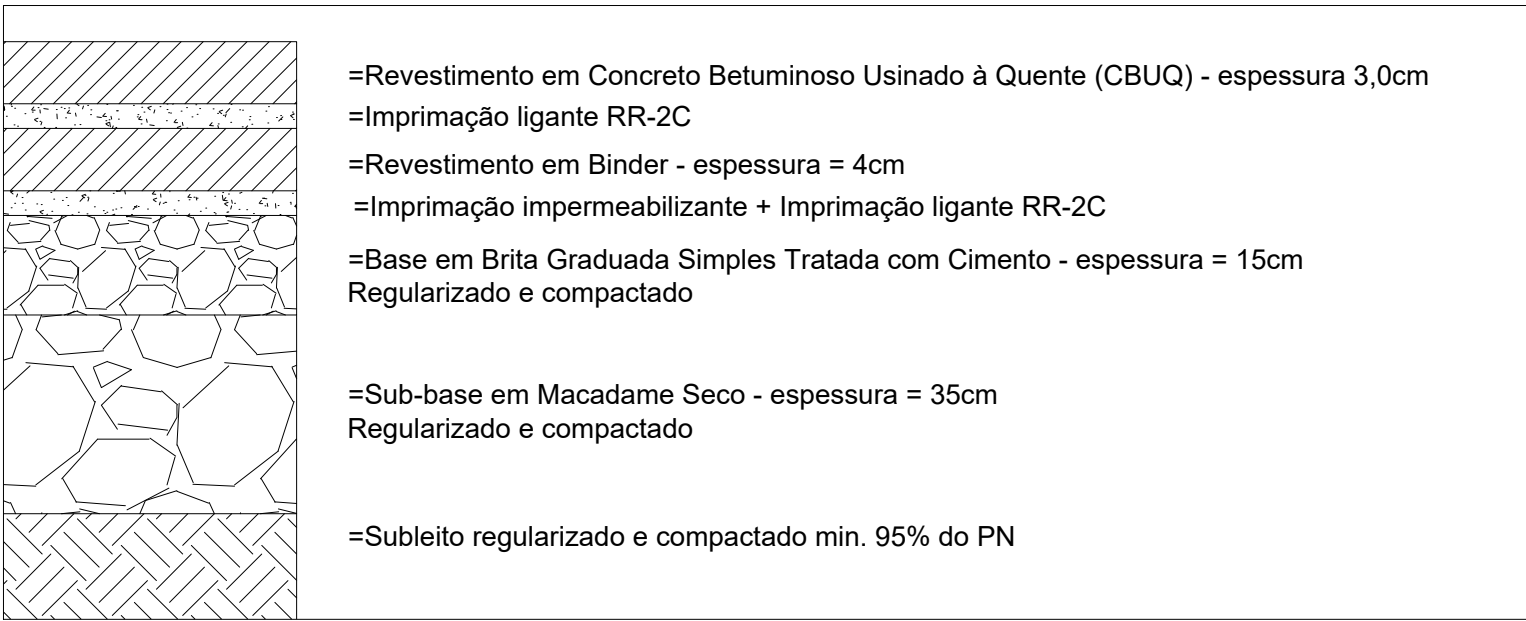 =Revestimento em Concreto Betuminoso Usinado à Quente (CBUQ) - espessura 3,0cm
=Imprimação ligante RR-2C
=Revestimento em Binder - espessura = 4cm
=Imprimação impermeabilizante + Imprimação ligante RR-2C
=Base em Brita Graduada Simples Tratada com Cimento - espessura = 15cm
Regularizado e compactado
=Sub-base em Macadame Seco - espessura = 35cm
Regularizado e compactado
=Subleito regularizado e compactado min. 95% do PN